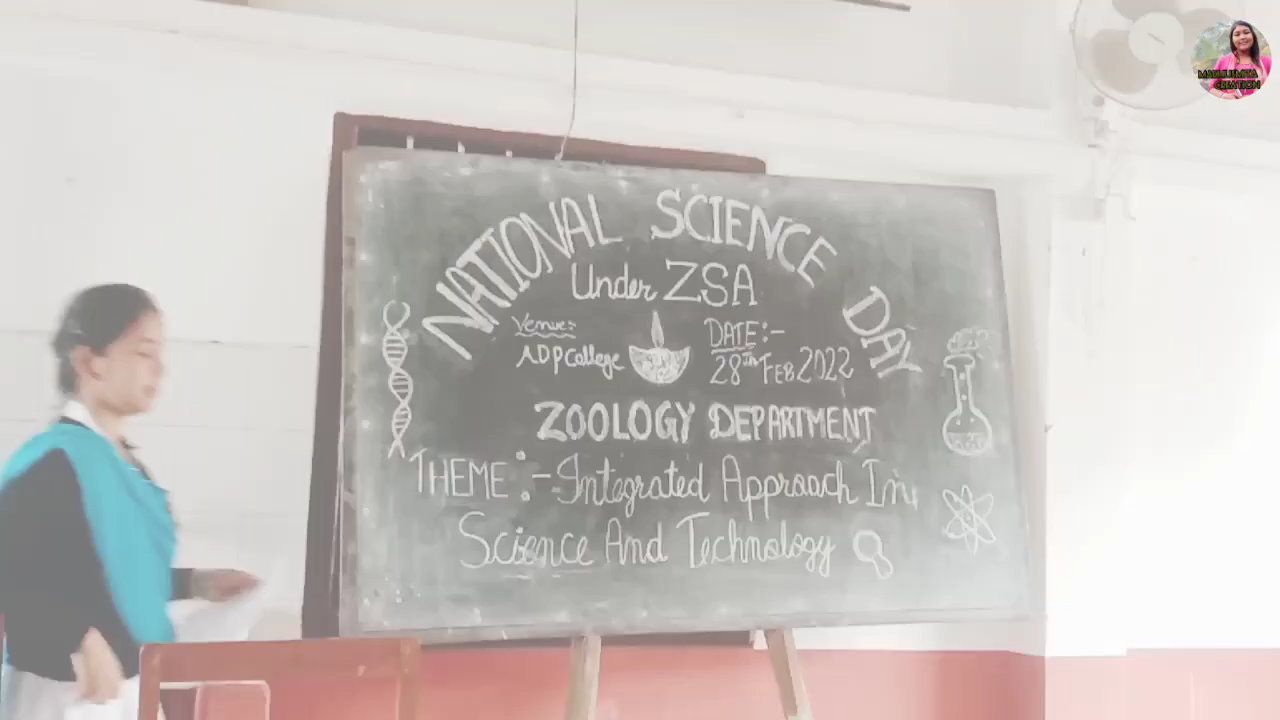 NATIONAL SCIENCE DAY
Under ZSA
Venue:-
ADP College
DATE:-
28TH FEB 2022
ZOOLOGY DEPARTMENT
THEME:- Integrated Approach In
Science And Technology
CREATION